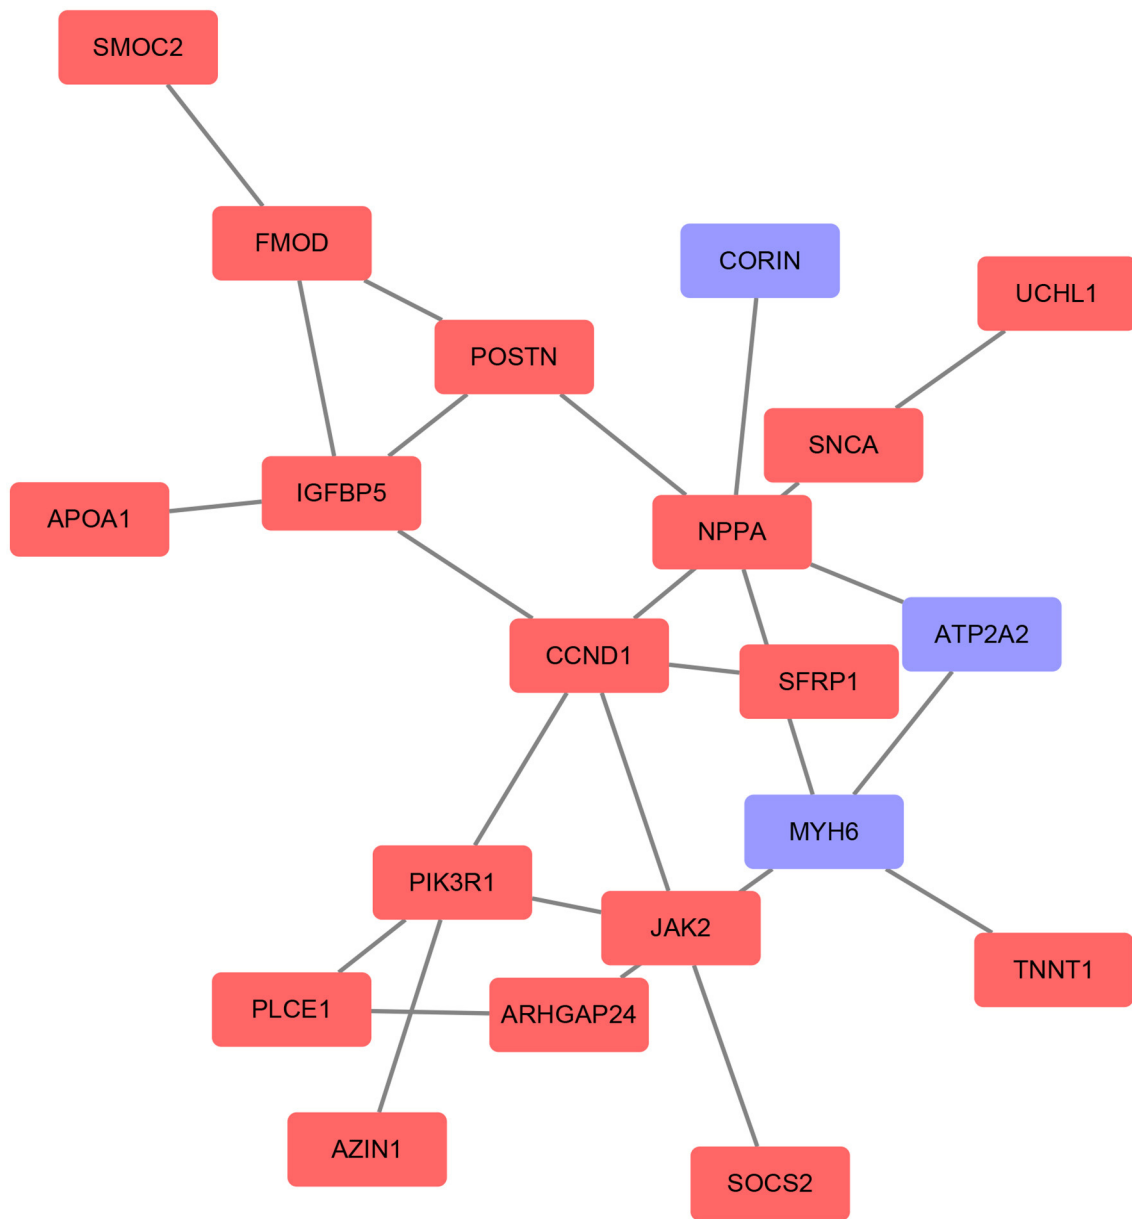 SMOC2
FMOD
CORIN
UCHL1
POSTN
SNCA
IGFBP5
APOA1
NPPA
ATP2A2
CCND1
SFRP1
MYH6
PIK3R1
JAK2
TNNT1
PLCE1
ARHGAP24
AZIN1
SOCS2